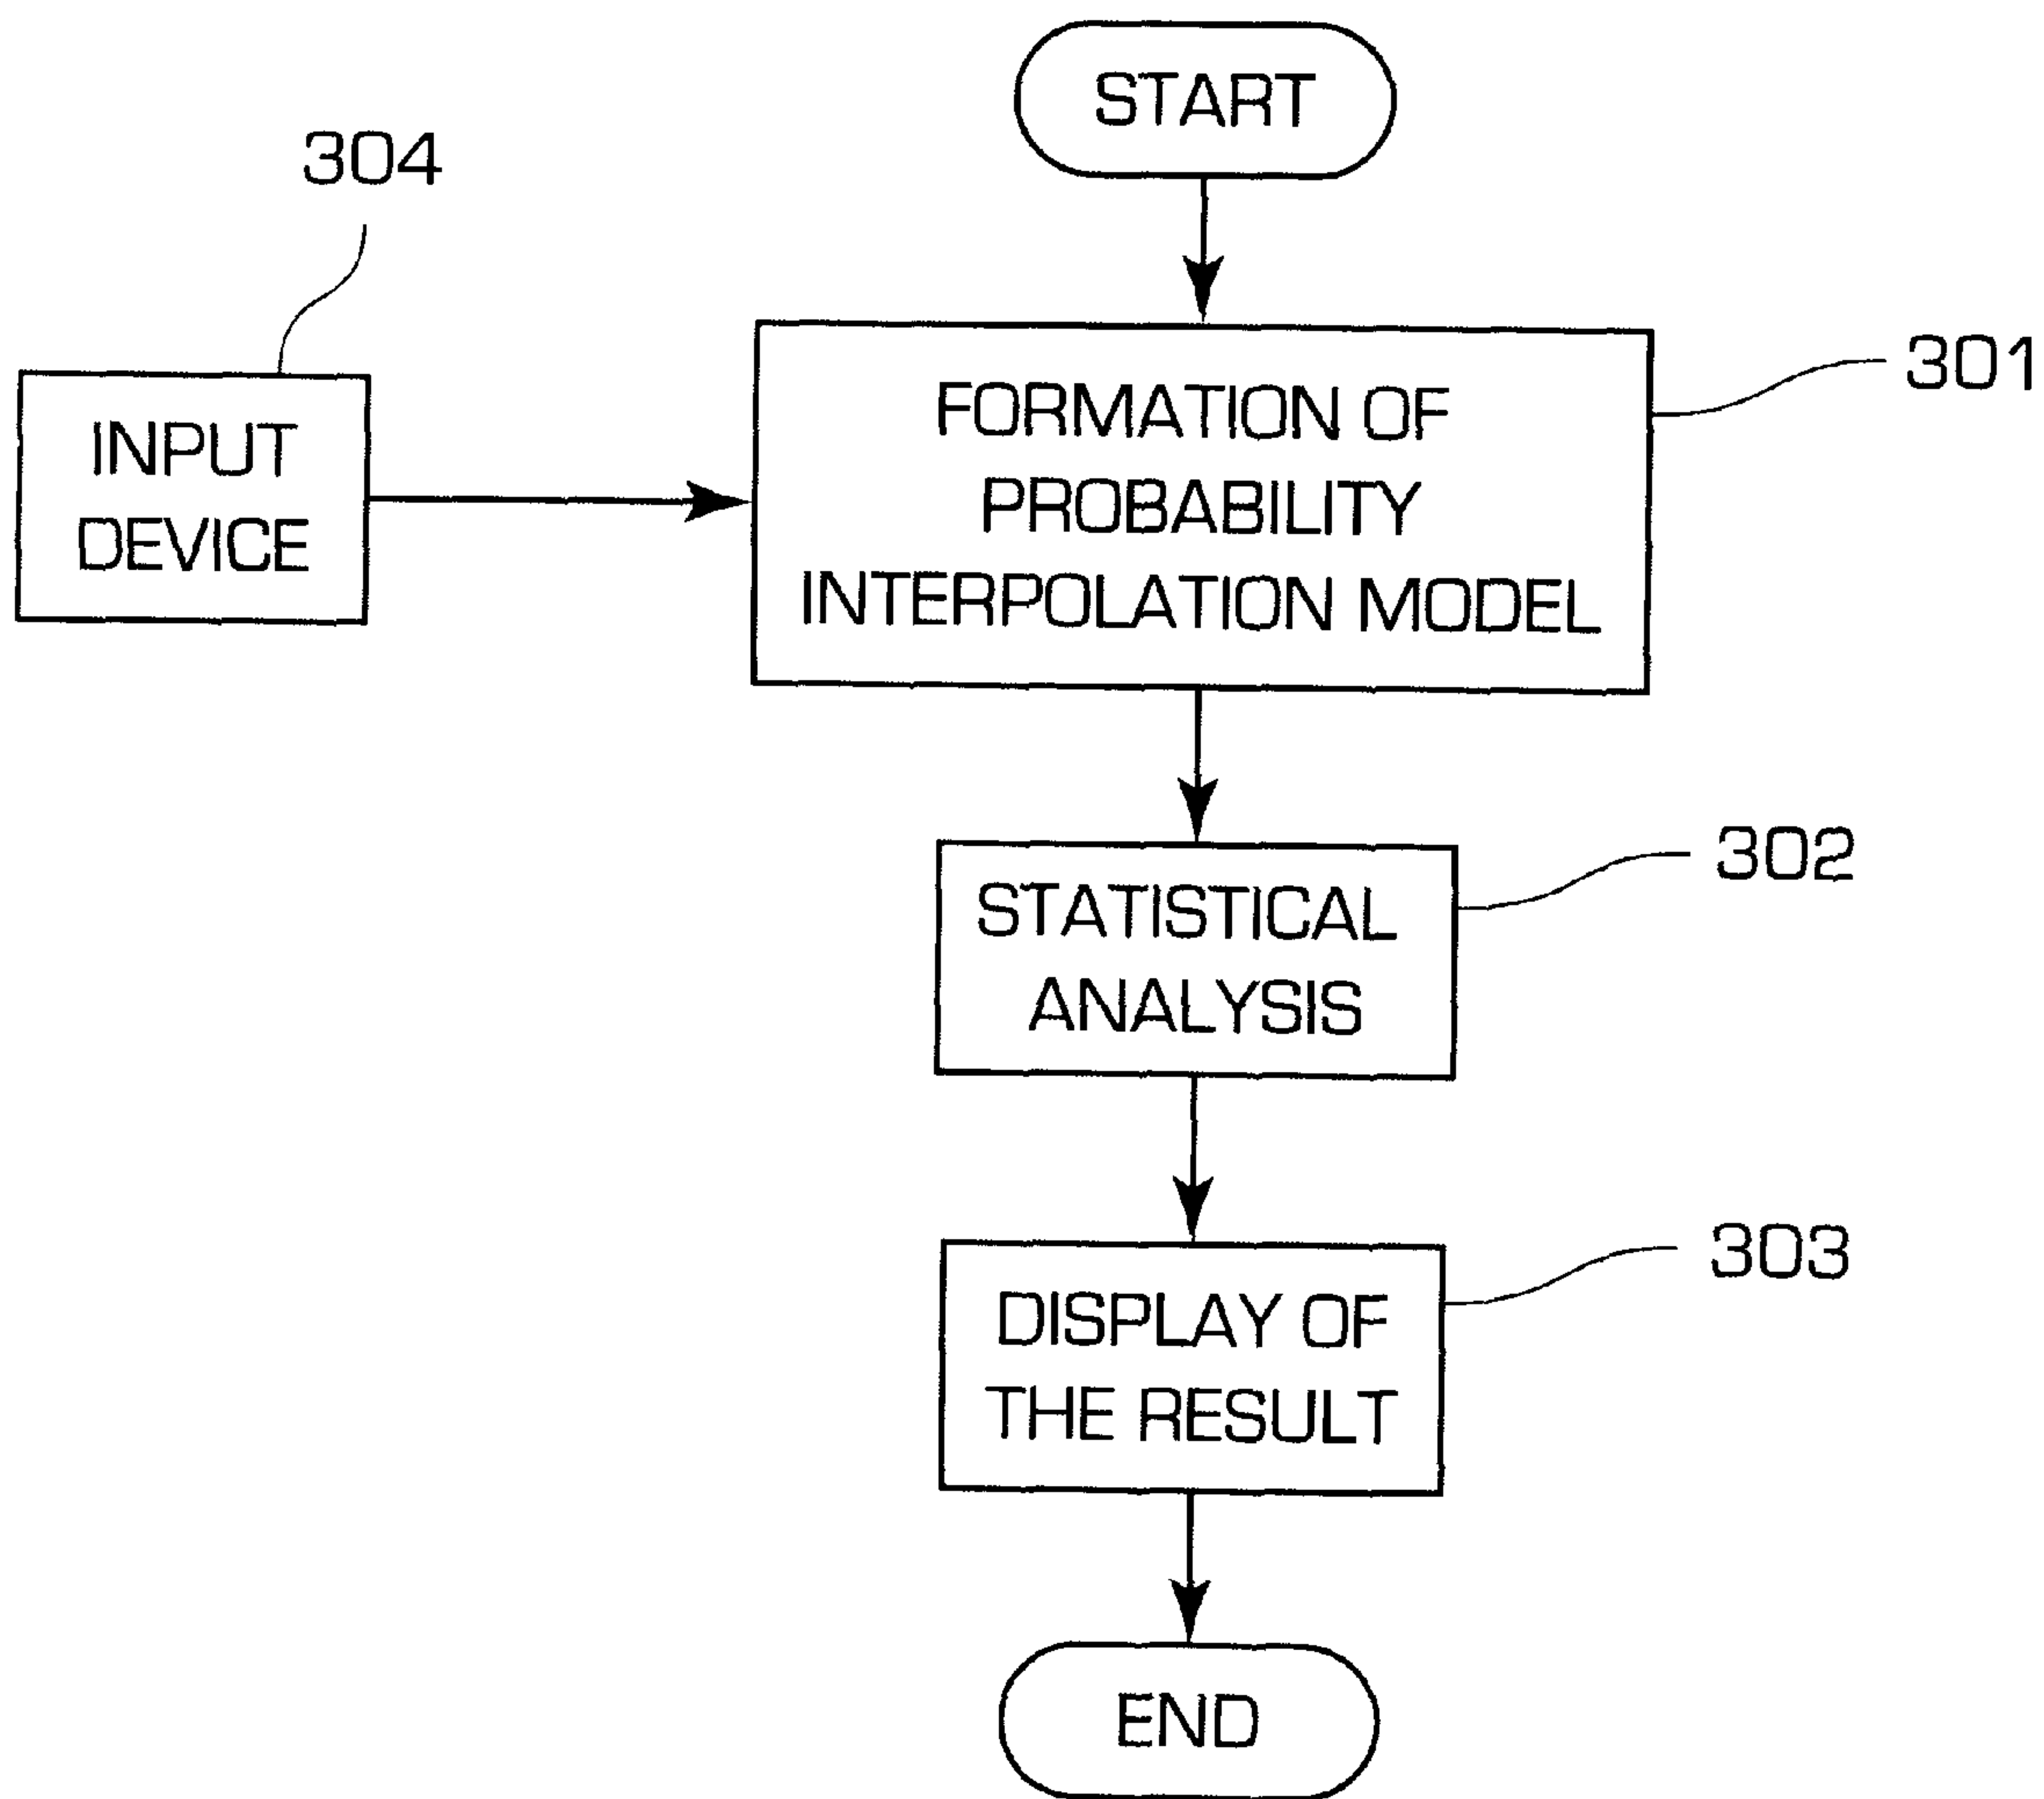 START
304
301
INPUT
DEVICE
FORMATION OF
PROBABILITY
INTERPOLATION MODEL
302
STATISTICAL
ANALYSIS
303
DISPLAY OF
THE RESULT
END